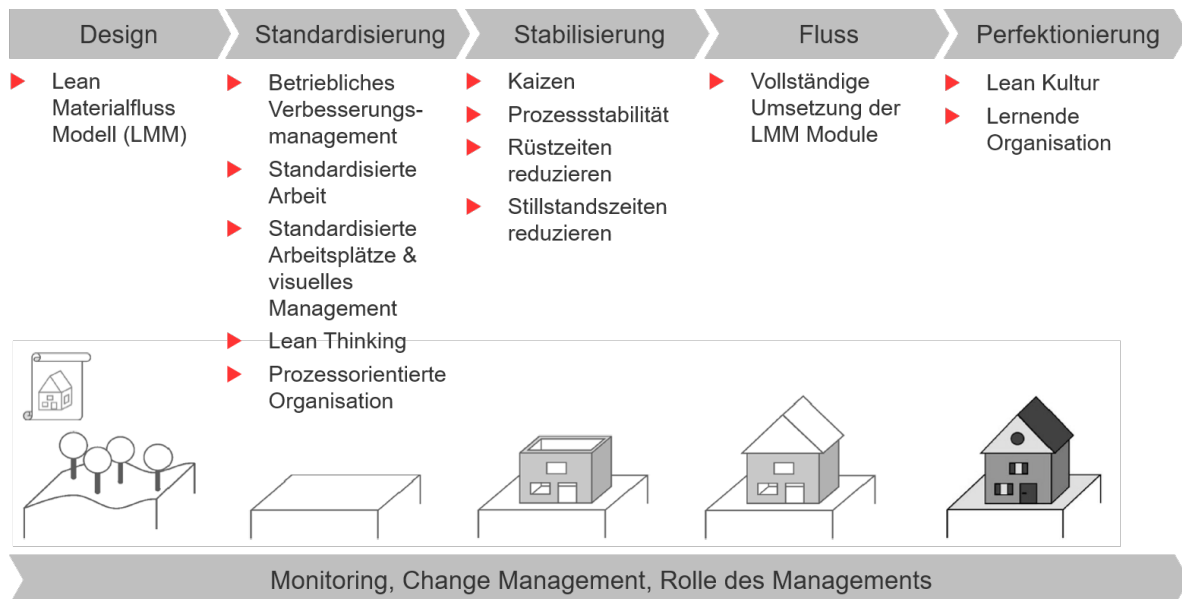 Design
Standardisierung
Stabilisierung
Fluss
Perfektionierung
Lean
Materialfluss
Modell (LMM)
Betriebliches
Verbesserungs-
management
Standardisierte
Arbeit
Standardisierte
Arbeitsplätze &
visuelles
Management
Lean Thinking
Prozessorientierte
Organisation
Kaizen
Prozessstabilität
Rüstzeiten
reduzieren
Stillstandszeiten
reduzieren
Vollständige
Umsetzung der
LMM Module
Lean Kultur
Lernende
Organisation
Monitoring, Change Management, Rolle des Managements